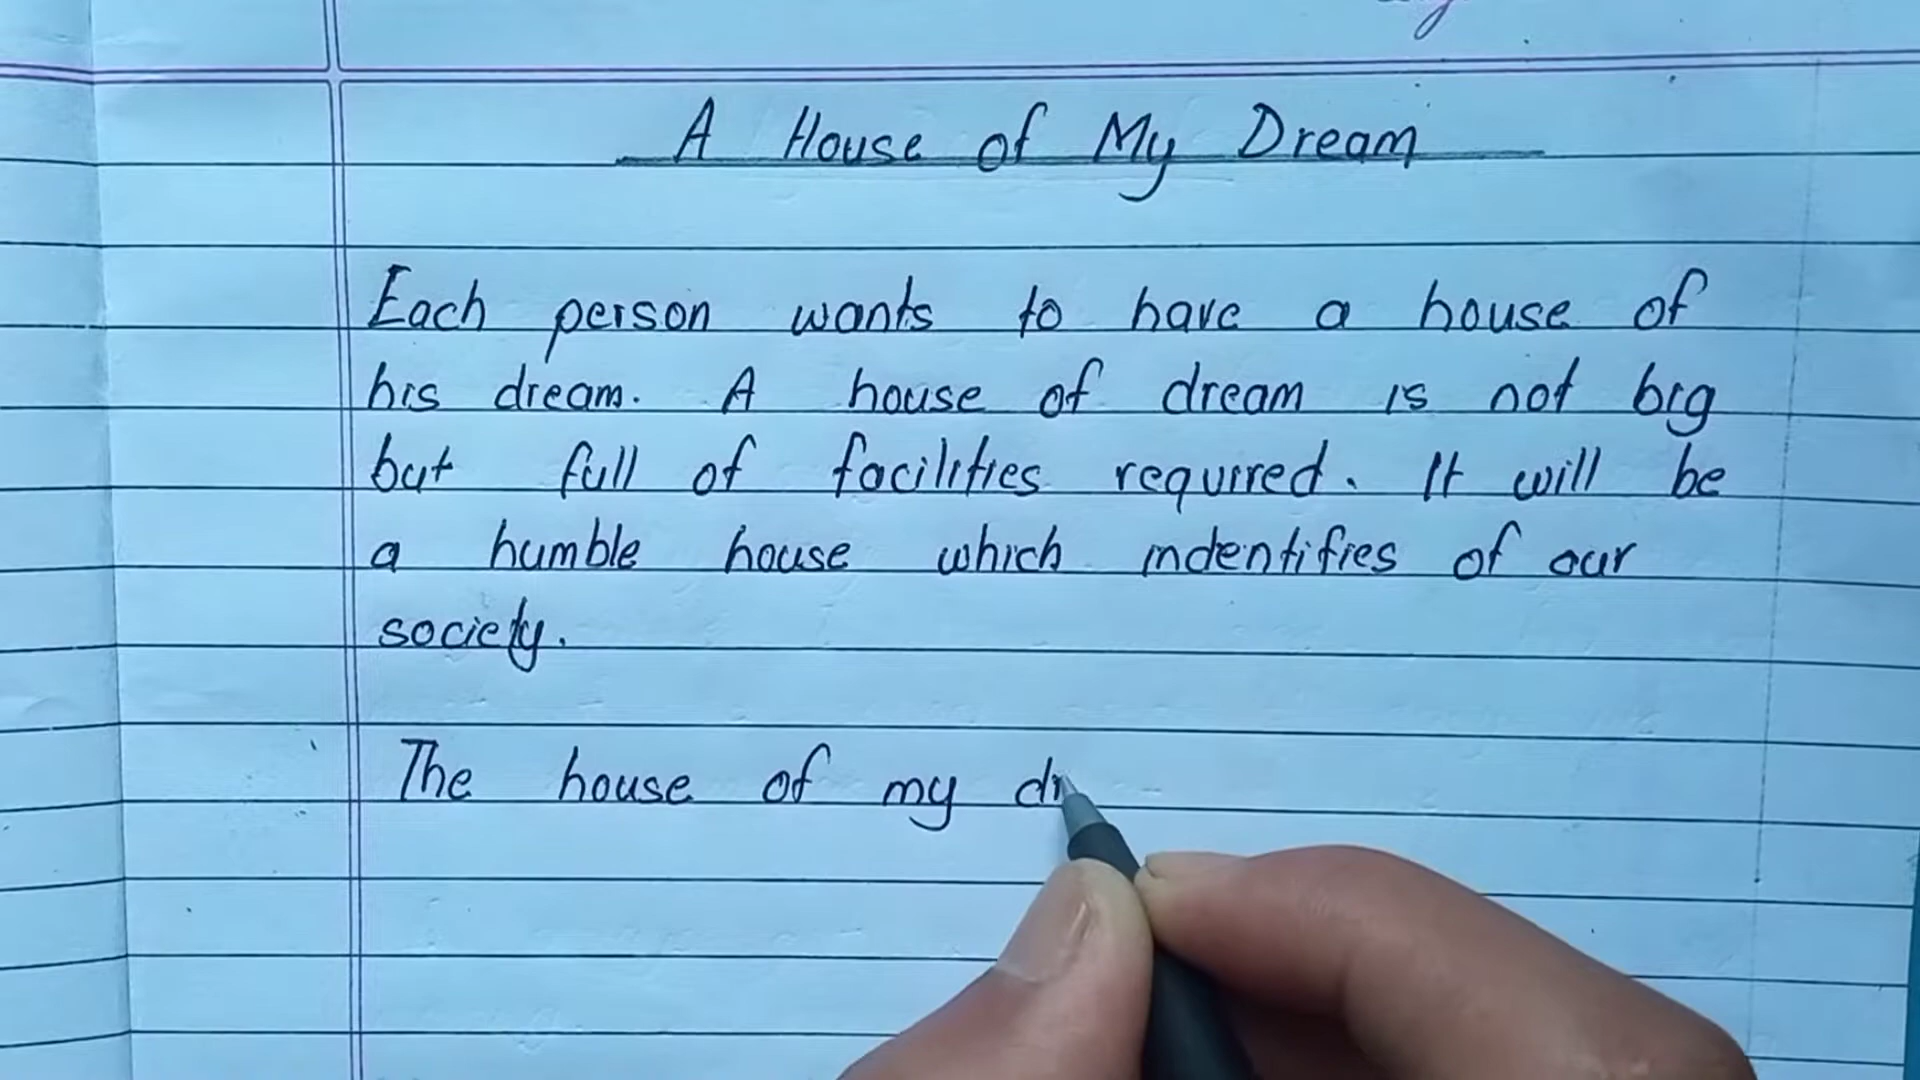 A House of My Dream
Each person wants to have a house of
his dream. A house of dream is not big
but full of facilities required. It will be
a humble house which indentifies of our
society.
The house of my dr